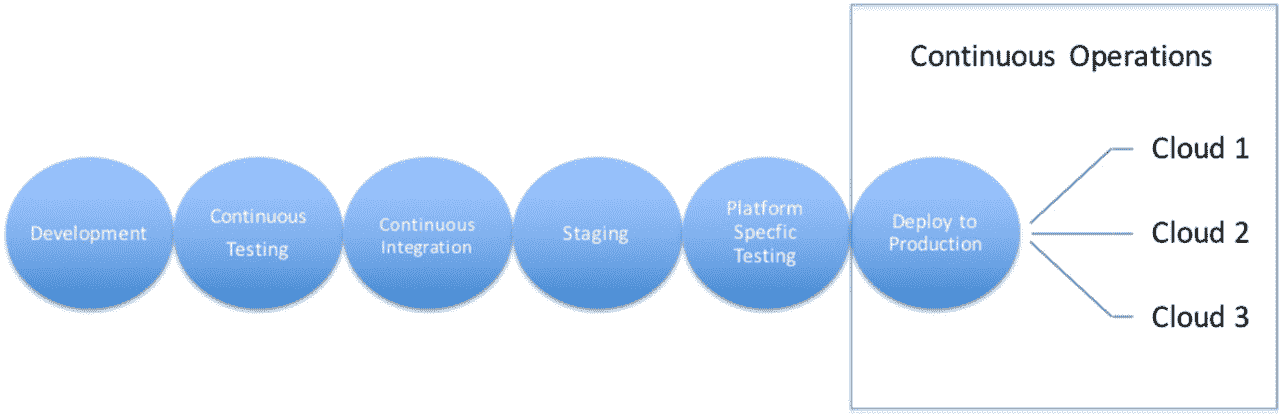 Continuous Operations
Development
Continuous
Testing
Continuous
Integration
Staging
Platform
Specfic
Testing
Deploy to
Production
Cloud 1
Cloud 2
Cloud 3